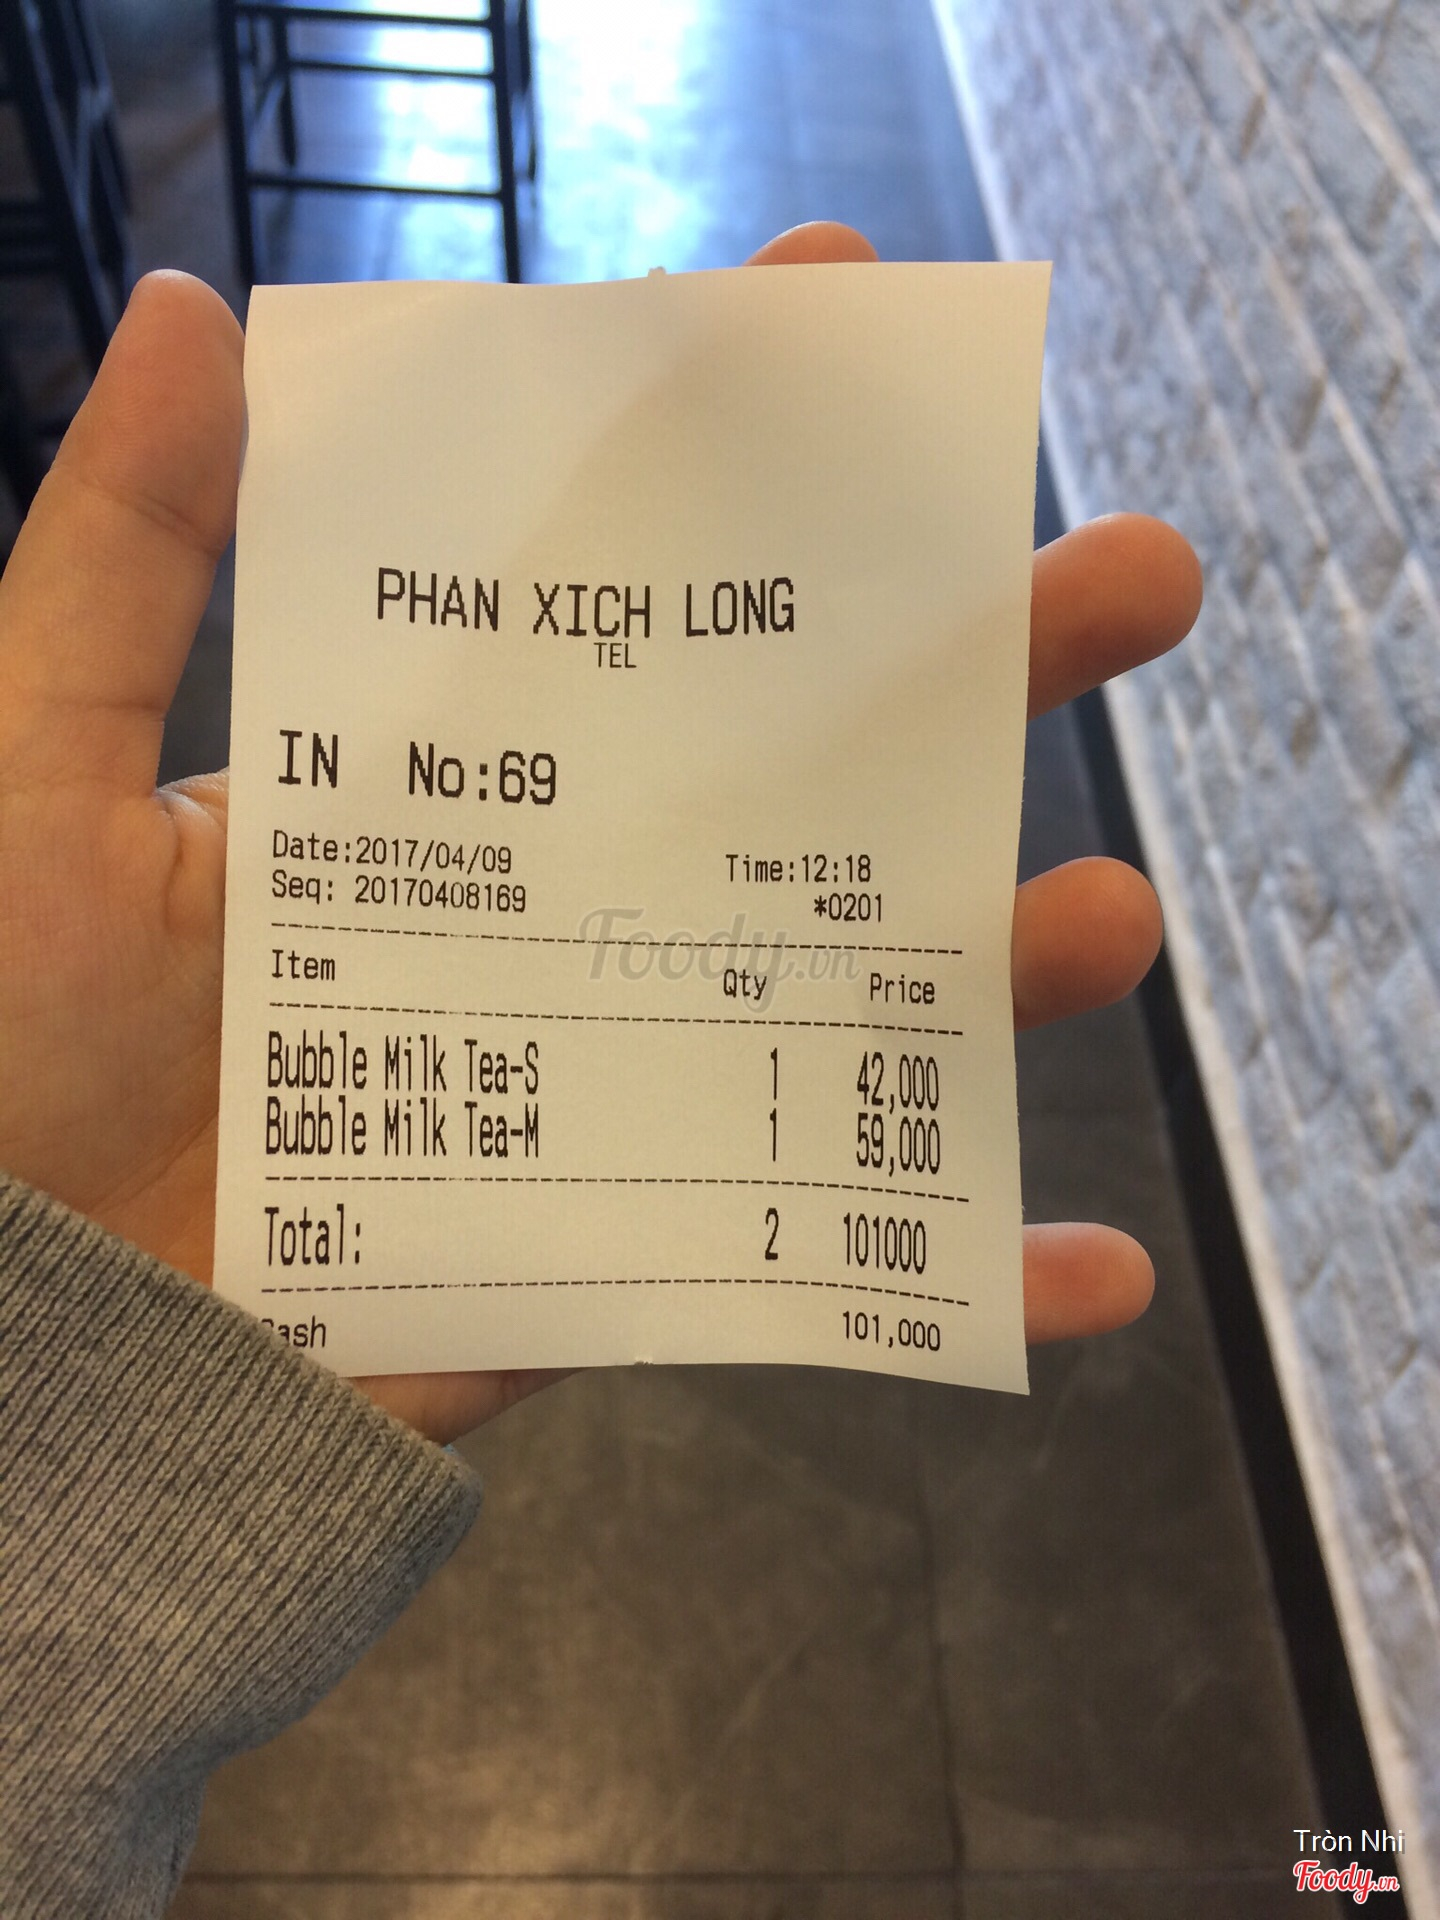 PHAN XICH LONG
TEL
IN No:69
Date:2017/04/09 Time:12:18
Seq: 20170408169 *0201
Foody.vn
Item Qty Price
Bubble Milk Tea-S 1 42,000
Bubble Milk Tea-M 1 59,000
Total: 2 101000
Cash 101,000
Tròn Nhi
Foody.vn